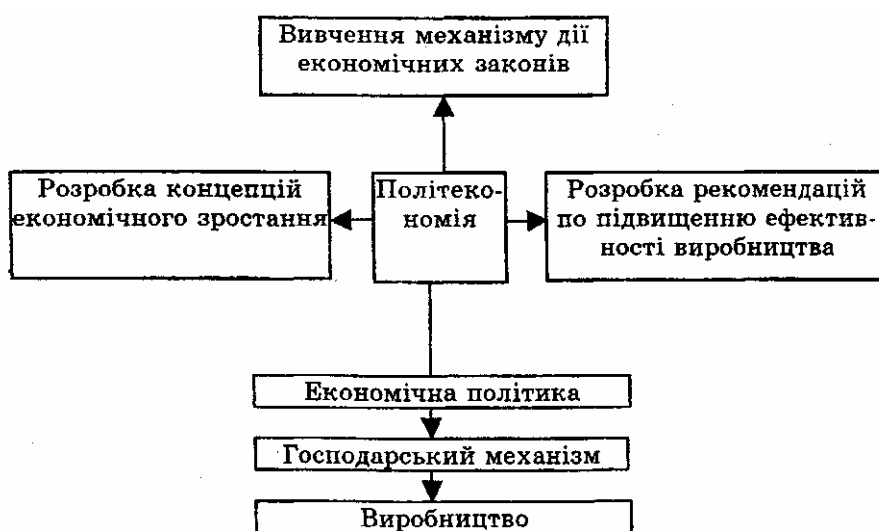 Вивчення механізму дії
економічних законів
Розробка концепцій
економічного зростання
Політеко-
номія
Розробка рекомендацій
по підвищенню ефектив-
ності виробництва
Економічна політика
Господарський механізм
Виробництво